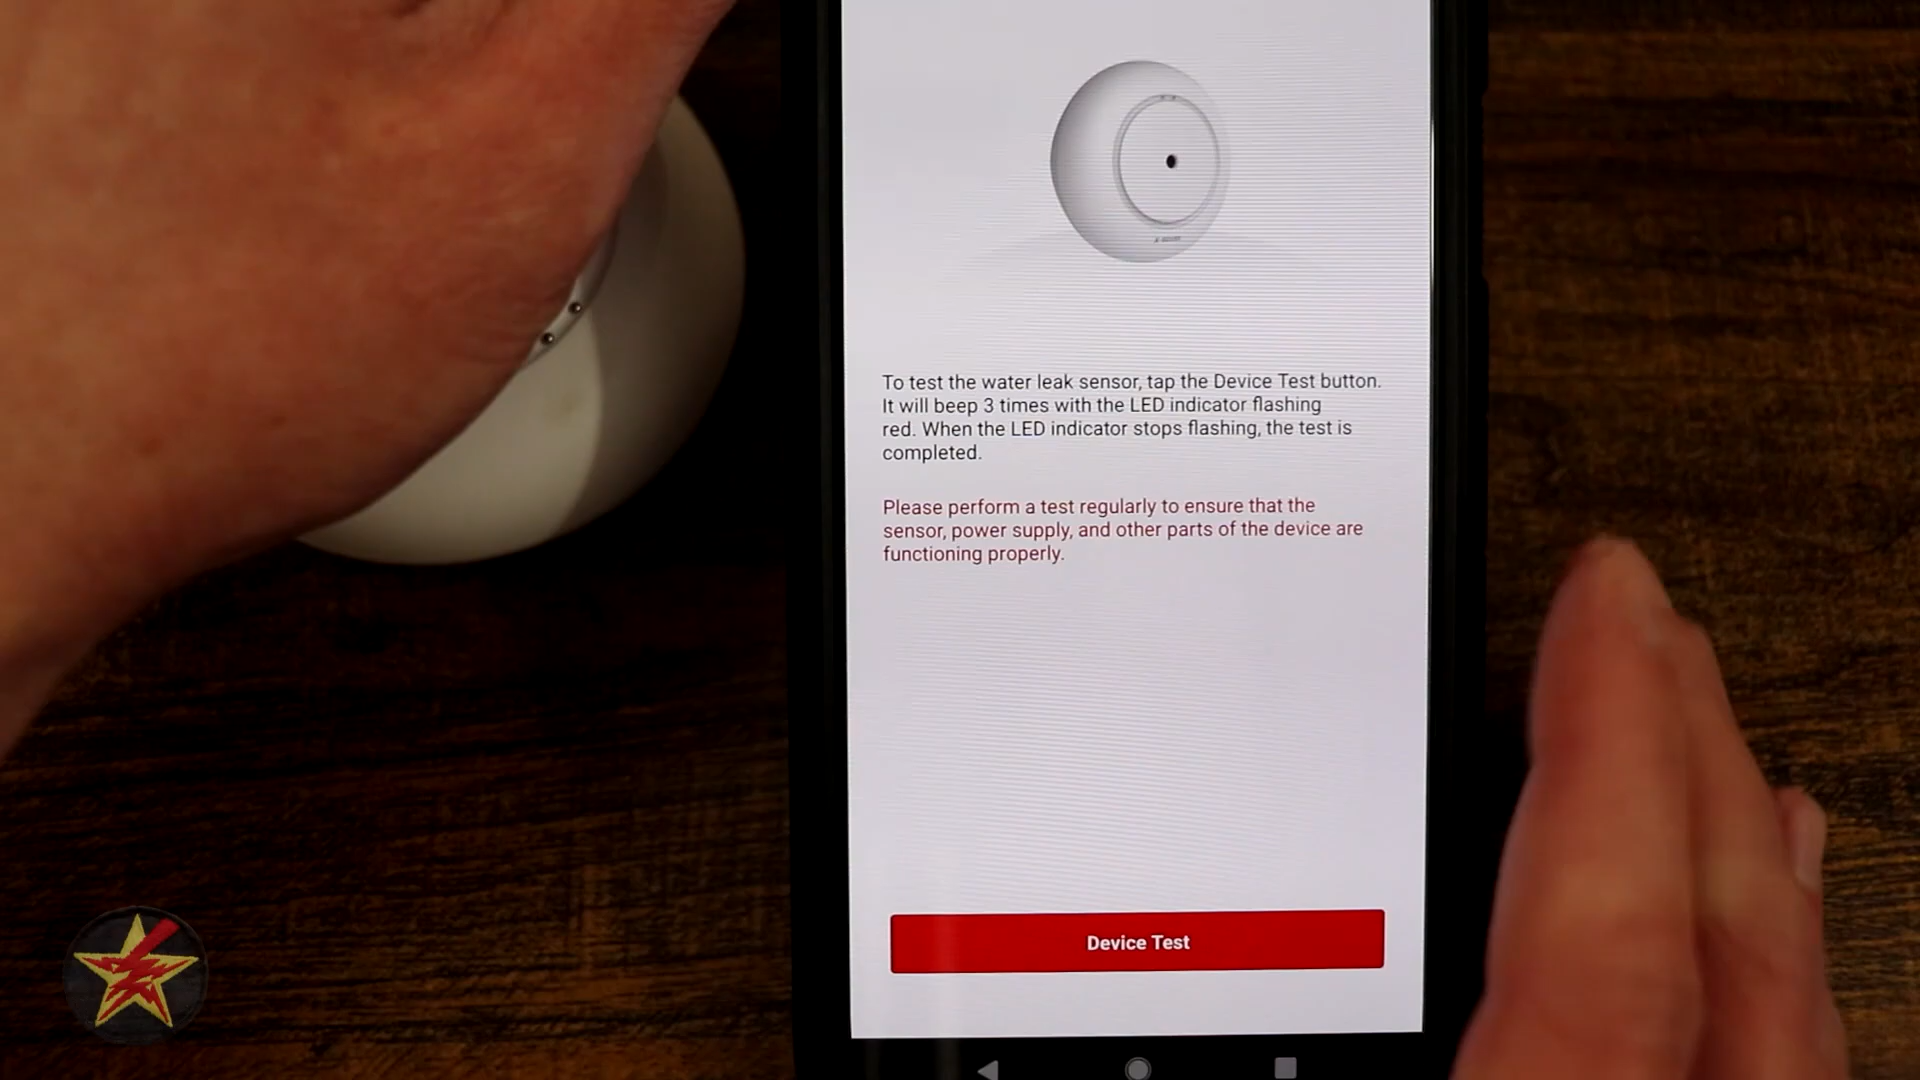 To test the water leak sensor, tap the Device Test button.
It will beep 3 times with the LED indicator flashing
red. When the LED indicator stops flashing, the test is
completed.
Please perform a test regularly to ensure that the
sensor, power supply, and other parts of the device are
functioning properly.
Device Test